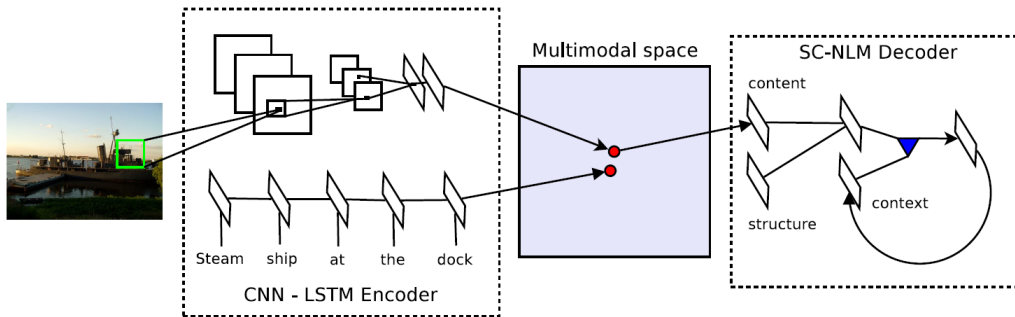 CNN - LSTM Encoder
Steam ship at the dock
Multimodal space
SC-NLM Decoder
content
structure
context